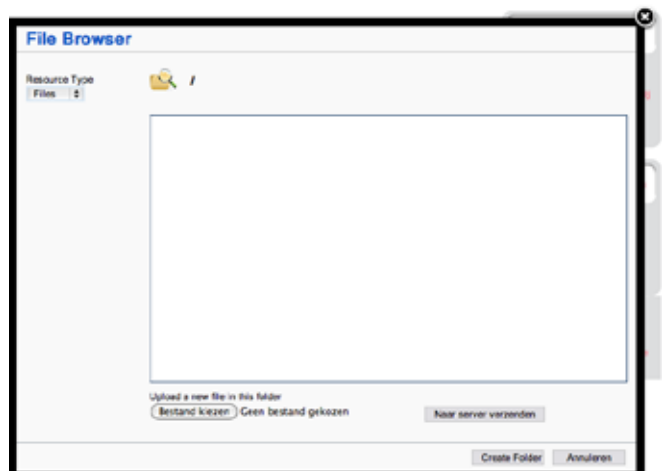 File Browser
Resource Type
Files
/
Upload a new file in this folder
Bestand kiezen Geen bestand gekozen
Naar server verzenden
Create Folder Annuleren